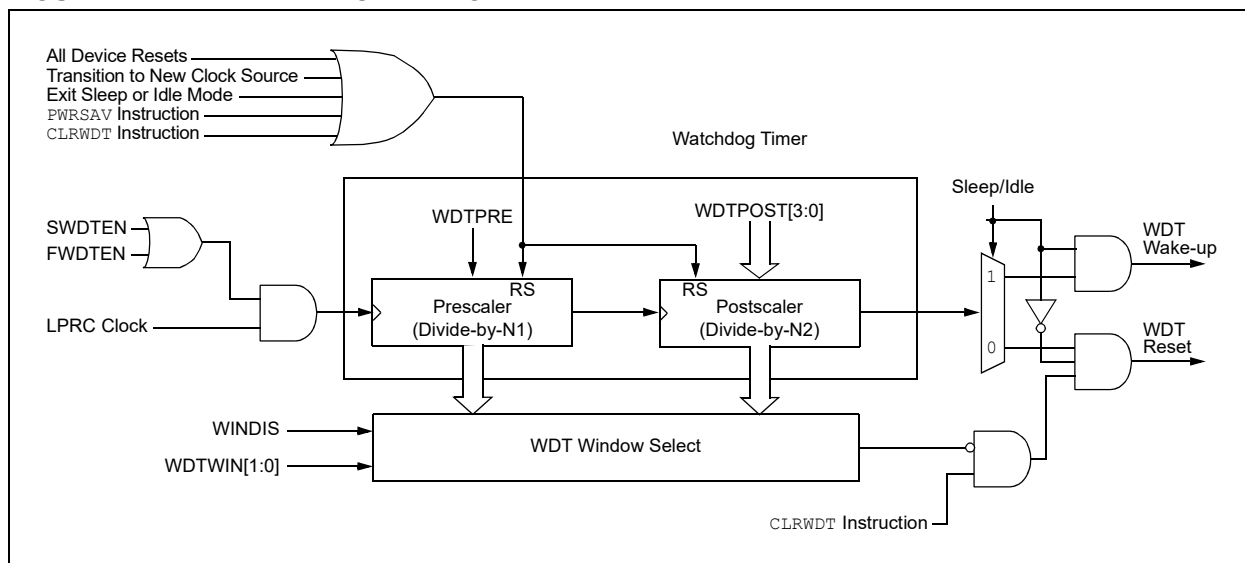 All Device Resets
Transition to New Clock Source
Exit Sleep or Idle Mode
PWRSAV Instruction
CLRWDT Instruction
Watchdog Timer
Sleep/Idle
SWDTEN
FWDTEN
WDTPRE
WDTPOST[3:0]
WDT
Wake-up
RS
RS
1
Prescaler
(Divide-by-N1)
Postscaler
(Divide-by-N2)
LPRC Clock
0
WDT
Reset
WINDIS
WDT Window Select
WDTWIN[1:0]
CLRWDT Instruction